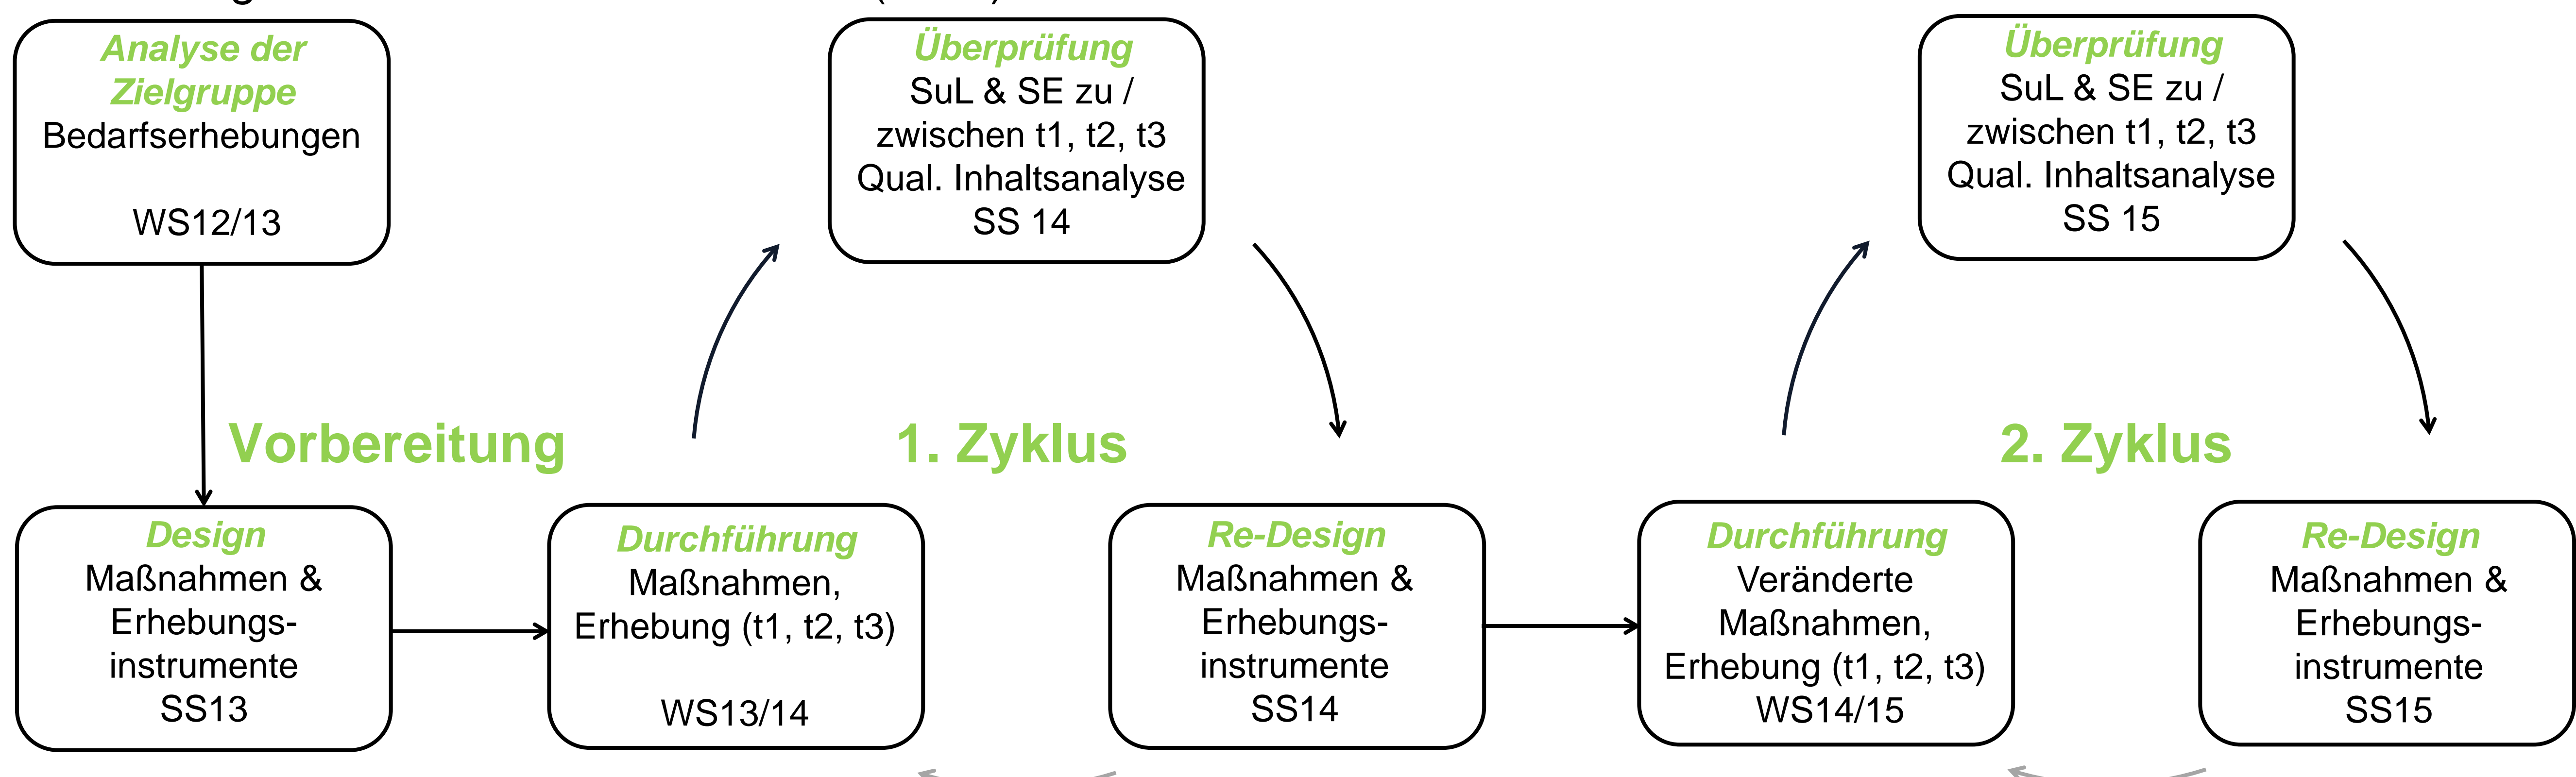 Analyse der
Zielgruppe
Bedarfserhebungen
WS12/13
Überprüfung
SuL & SE zu /
zwischen t1, t2, t3
Qual. Inhaltsanalyse
SS 14
Überprüfung
SuL & SE zu /
zwischen t1, t2, t3
Qual. Inhaltsanalyse
SS 15
Vorbereitung
1. Zyklus
2. Zyklus
Design
Maßnahmen &
Erhebungs-
instrumente
SS13
Durchführung
Maßnahmen,
Erhebung (t1, t2, t3)
WS13/14
Re-Design
Maßnahmen &
Erhebungs-
instrumente
SS14
Durchführung
Veränderte
Maßnahmen,
Erhebung (t1, t2, t3)
WS14/15
Re-Design
Maßnahmen &
Erhebungs-
instrumente
SS15